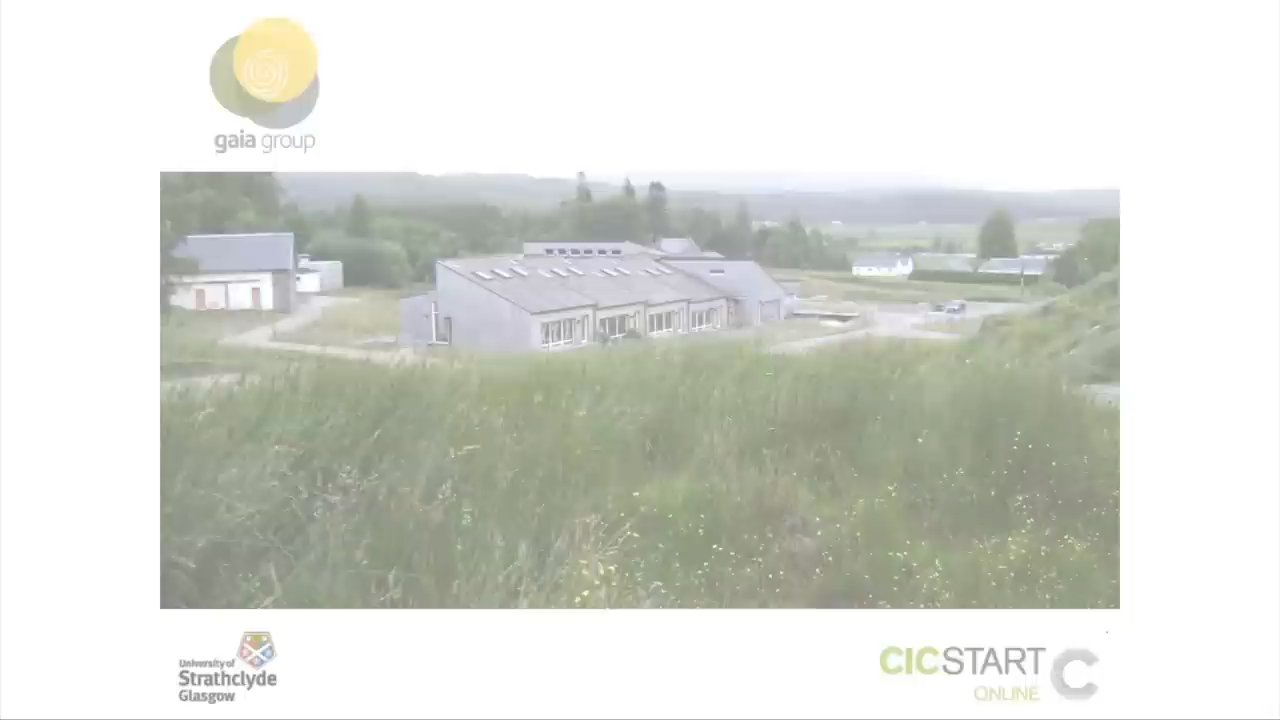 gaia group
University of
Strathclyde
Glasgow
CICSTART
ONLINE